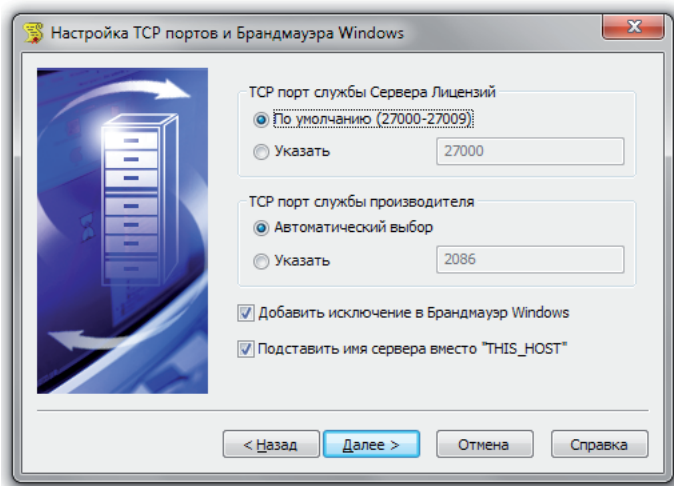 Настройка TCP портов и Брандмауэра Windows
TCP порт службы Сервера Лицензий
По умолчанию (27000-27009)
Указать 27000
TCP порт службы производителя
Автоматический выбор
Указать 2086
Добавить исключение в Брандмауэр Windows
Подставить имя сервера вместо "THIS_HOST"
< Назад Далее > Отмена Справка